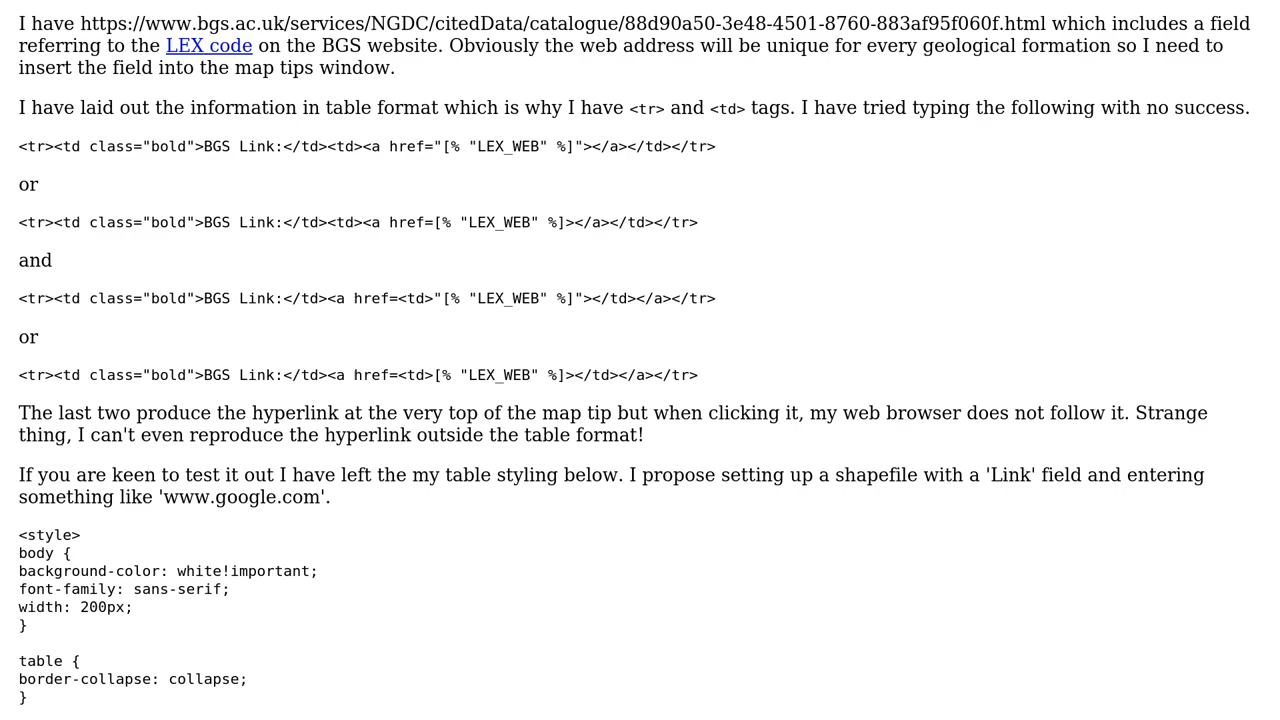 I have https://www.bgs.ac.uk/services/NGDC/citedData/catalogue/88d90a50-3e48-4501-8760-883af95f060f.html which includes a field
referring to the LEX code on the BGS website. Obviously the web address will be unique for every geological formation so I need to
insert the field into the map tips window.
I have laid out the information in table format which is why I have <tr> and <td> tags. I have tried typing the following with no success.
<tr><td class="bold">BGS Link:</td><td><a href="[% "LEX_WEB" %]"></a></td></tr>
or
<tr><td class="bold">BGS Link:</td><td><a href=[% "LEX_WEB" %]></a></td></tr>
and
<tr><td class="bold">BGS Link:</td><a href=<td>"[% "LEX_WEB" %]"></td></a></tr>
or
<tr><td class="bold">BGS Link:</td><a href=<td>[% "LEX_WEB" %]></td></a></tr>
The last two produce the hyperlink at the very top of the map tip but when clicking it, my web browser does not follow it. Strange
thing, I can't even reproduce the hyperlink outside the table format!
If you are keen to test it out I have left the my table styling below. I propose setting up a shapefile with a 'Link' field and entering
something like 'www.google.com'.
<style>
body {
background-color: white!important;
font-family: sans-serif;
width: 200px;
}
table {
border-collapse: collapse;
}